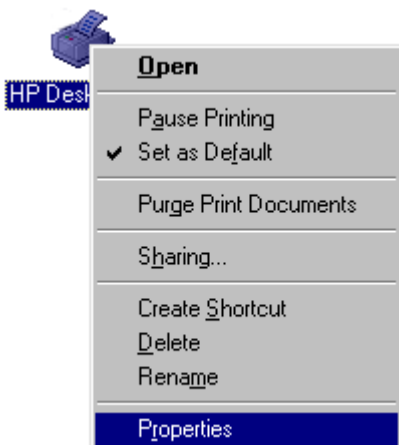 HP Desk
Open
Pause Printing
Set as Default
Purge Print Documents
Sharing...
Create Shortcut
Delete
Rename
Properties